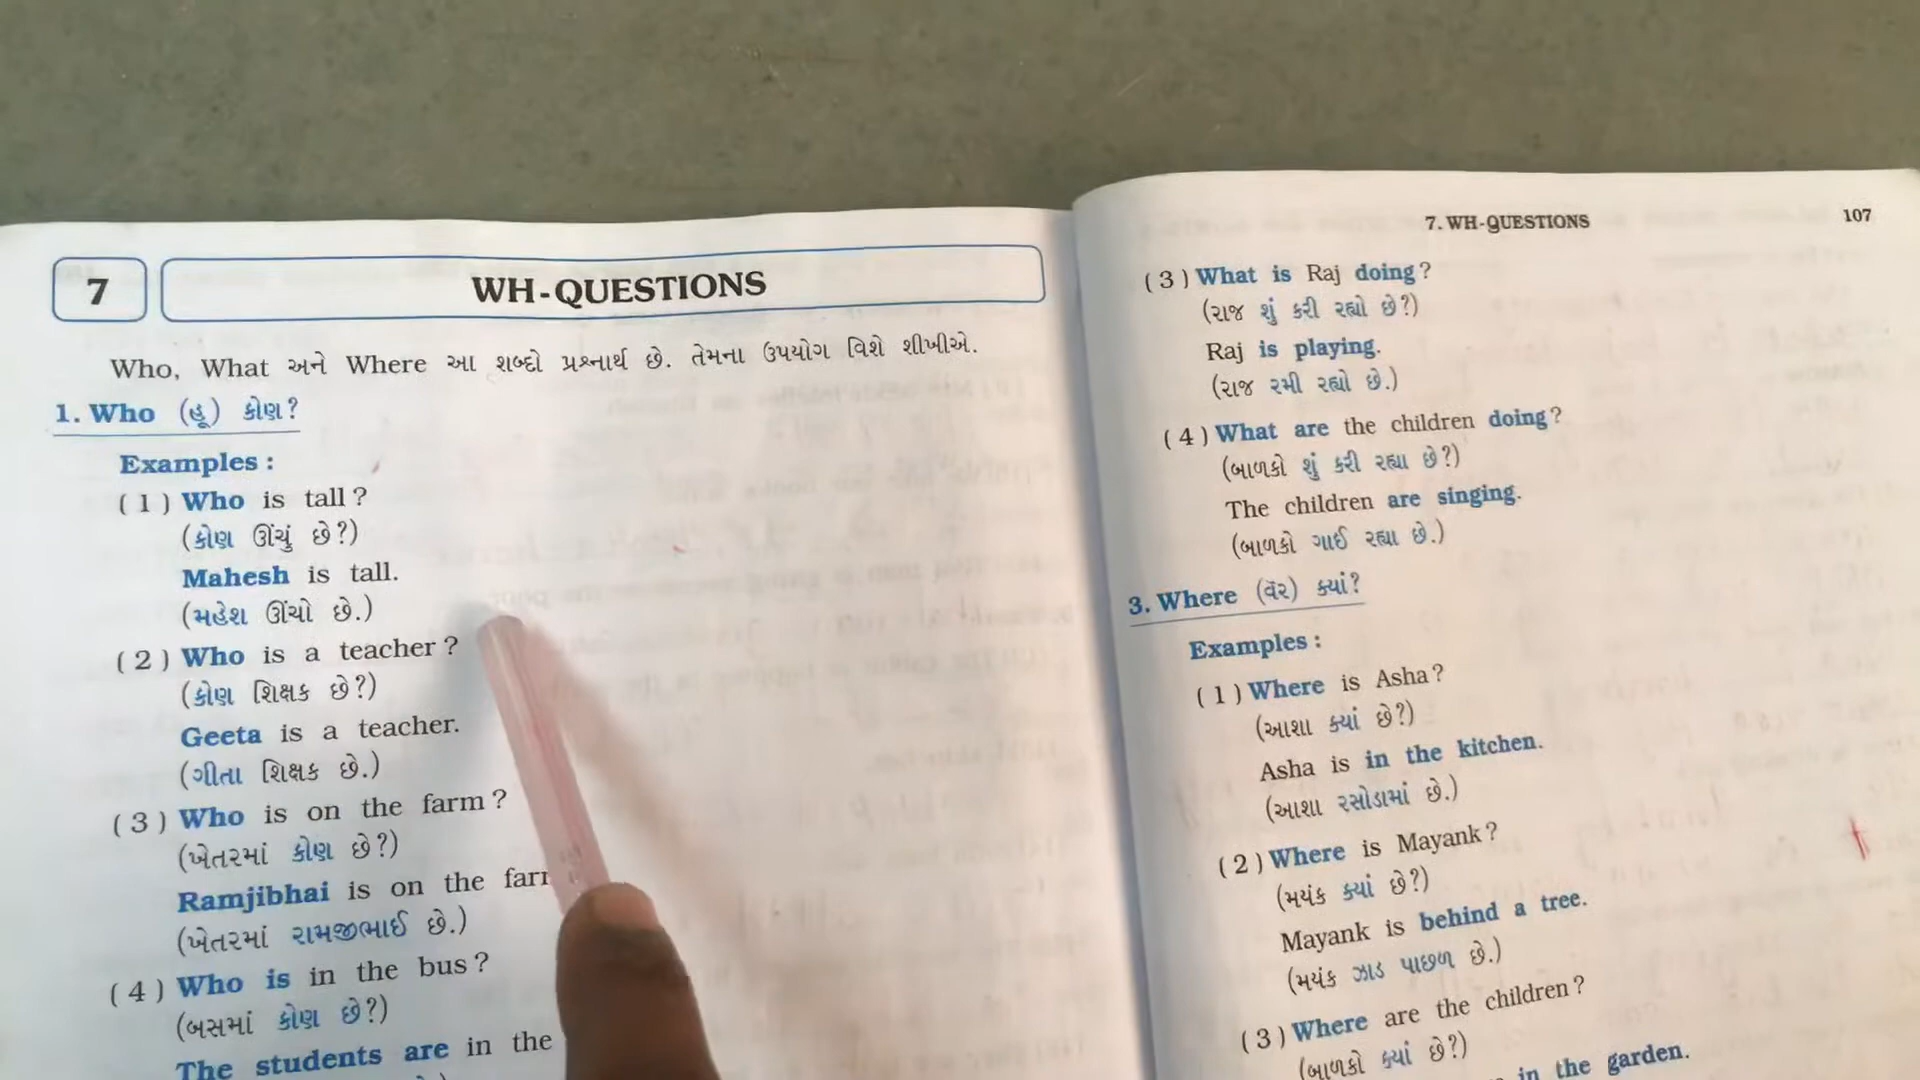 7
WH-QUESTIONS
Who, What અને Where આ શબ્દો પ્રશ્નાર્થ છે. તેમના ઉપયોગ વિશે શીખીએ.
1. Who (હૂ) કોણ?
Examples :
( 1 ) Who is tall?
(કોણ ઊંચું છે?)
Mahesh is tall.
(મહેશ ઊંચો છે.)
( 2 ) Who is a teacher?
(કોણ શિક્ષક છે?)
Geeta is a teacher.
(ગીતા શિક્ષક છે.)
( 3 ) Who is on the farm?
(ખેતરમાં કોણ છે?)
Ramjibhai is on the
(ખેતરમાં રામજીભાઈ છે.)
( 4 ) Who is in the bus?
(બસમાં કોણ છે?)
The students are in the
7. WH-QUESTIONS 107
( 3 ) What is Raj doing?
(રાજ શું કરી રહ્યો છે?)
Raj is playing.
(રાજ રમી રહ્યો છે.)
( 4 ) What are the children doing?
(બાળકો શું કરી રહ્યા છે?)
The children are singing.
(બાળકો ગાઈ રહ્યા છે.)
3. Where (વૅર) ક્યાં?
Examples :
( 1 ) Where is Asha?
(આશા ક્યાં છે?)
Asha is in the kitchen.
(આશા રસોડામાં છે.)
( 2 ) Where is Mayank?
(મયંક ક્યાં છે?)
Mayank is behind a tree.
(મયંક ઝાડ પાછળ છે.)
( 3 ) Where are the children?
(બાળકો ક્યાં છે?)
in the garden.